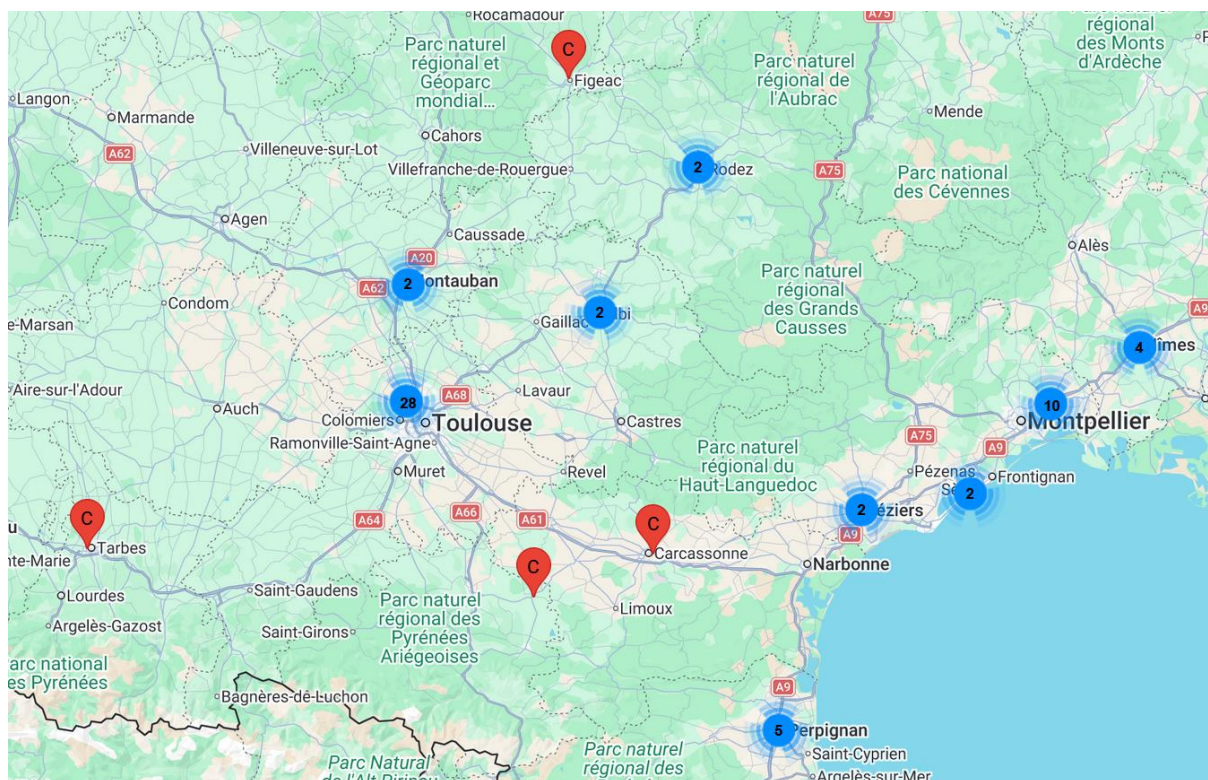 Rocamadour
A75
Parc naturel
régional
des Monts
d'Ardèche
C
Parc naturel
régional et
Géoparc
mondial...
Figeac
Parc naturel
régional de
l'Aubrac
Langon
Marmande
Mende
Cahors
A62
Villeneuve-sur-Lot
Villefranche-de-Rouergue
2
Rodez
A75
Parc national
des Cévennes
Agen
Caussade
Alès
A20
A62
2
ontauban
Parc naturel
régional
des Grands
Causses
Condom
A9
e-Marsan
Gaillac
2
bi
4
îmes
Aire-sur-l'Adour
A68
Lavaur
Auch
28
Colomiers
Toulouse
Castres
10
Montpellier
Ramonville-Saint-Agne
A75
A9
Muret
Revel
Parc naturel
régional du
Haut-Languedoc
Pézenas
Frontignan
2
2
éziers
C
A64
A66
A61
C
A9
Tarbes
Carcassonne
nte-Marie
C
Narbonne
Lourdes
Saint-Gaudens
Parc naturel
régional des
Pyrénées
Ariégeoises
Limoux
Argelès-Gazost
Saint-Girons
arc national
es Pyrénées
Bagnères-de-Luchon
A9
5
Perpignan
Parc Natural
de l'Alt Pirineu
Parc naturel
régional des
Saint-Cyprien
Argelès-sur-Mer